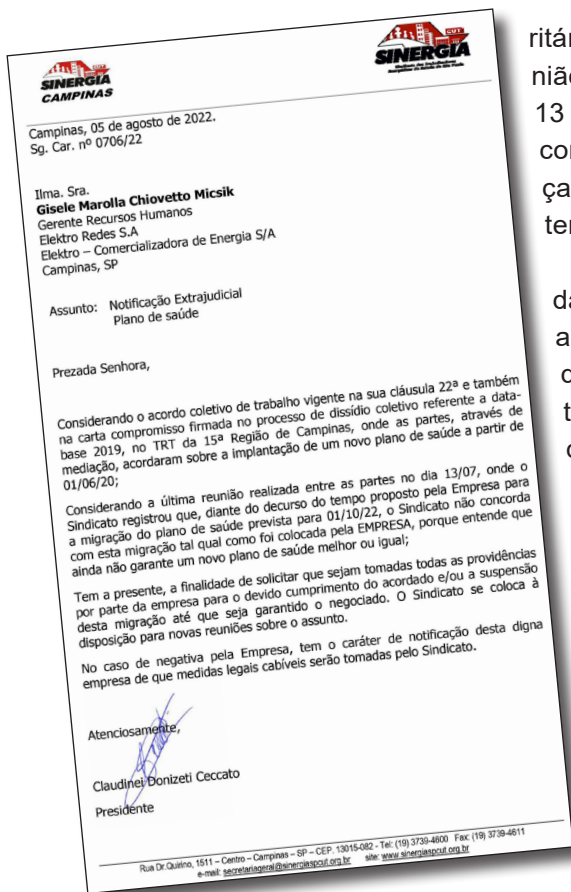 SINERGIA
CAMPINAS
CUT
SINERGIA
Campinas, 05 de agosto de 2022.
Sg. Car. nº 0706/22
Ilma. Sra.
Gisele Marolla Chiovetto Micsik
Gerente Recursos Humanos
Elektro Redes S.A
Elektro – Comercializadora de Energia S/A
Campinas, SP
Assunto: Notificação Extrajudicial
Plano de saúde
Prezada Senhora,
Considerando o acordo coletivo de trabalho vigente na sua cláusula 22ª e também
na carta compromisso firmada no processo de dissídio coletivo referente a data-
base 2019, no TRT da 15ª Região de Campinas, onde as partes, através de
mediação, acordaram sobre a implantação de um novo plano de saúde a partir de
01/06/20;
Considerando a última reunião realizada entre as partes no dia 13/07, onde o
Sindicato registrou que, diante do decurso do tempo proposto pela Empresa para
a migração do plano de saúde prevista para 01/10/22, o Sindicato não concorda
com esta migração tal qual como foi colocada pela EMPRESA, porque entende que
ainda não garante um novo plano de saúde melhor ou igual;
Tem a presente, a finalidade de solicitar que sejam tomadas todas as providências
por parte da empresa para o devido cumprimento do acordado e/ou a suspensão
desta migração até que seja garantido o negociado. O Sindicato se coloca à
disposição para novas reuniões sobre o assunto.
No caso de negativa pela Empresa, tem o caráter de notificação desta digna
empresa de que medidas legais cabíveis serão tomadas pelo Sindicato.
Atenciosamente,
Claudinei Donizeti Ceccato
Presidente
Rua Dr.Quirino, 1511 – Centro – Campinas – SP – CEP. 13015-082 - Tel: (19) 3739-4600 Fax: (19) 3739-4611
e-mail: secretariageral@sinergiaspcut.org.br site: www.sinergiaspcut.org.br
13